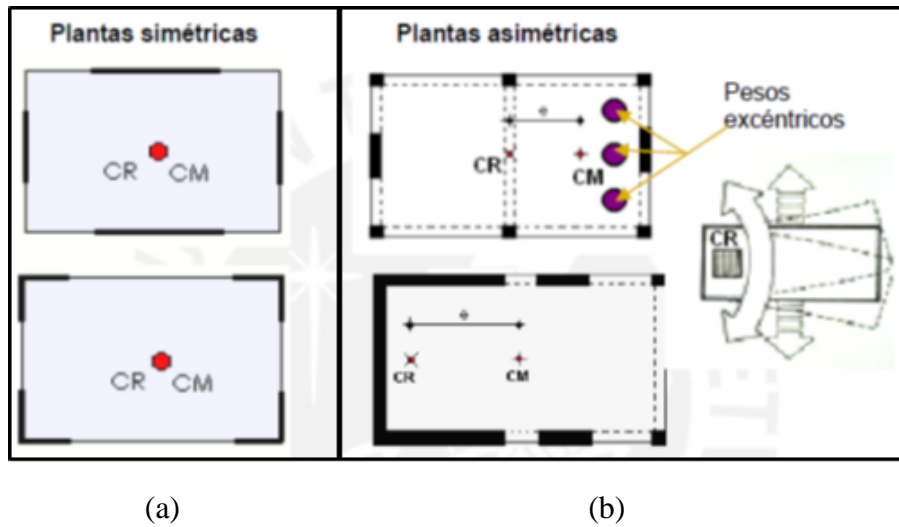 Plantas simétricas
CR CM
CR CM
Plantas asimétricas
Pesos
excéntricos
e
CR
CM
e
CR
CM
CR
(a)
(b)